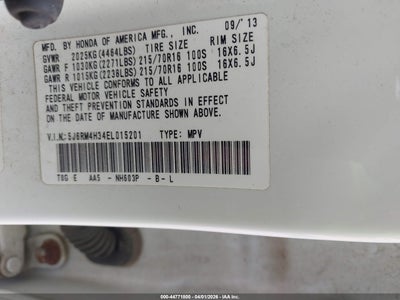 MFD. BY HONDA OF AMERICA MFG., INC. 09/'13
GVWR 2025KG(4464LBS) TIRE SIZE RIM SIZE
GAWR F 1030KG(2271LBS) 215/70R16 100S 16X6.5J
GAWR R 1015KG(2238LBS) 215/70R16 100S 16X6.5J
THIS VEHICLE CONFORMS TO ALL APPLICABLE
FEDERAL MOTOR VEHICLE SAFETY
AND THEFT PREVENTION STANDARDS IN EFFECT
ON THE DATE OF MANUFACTURE SHOWN ABOVE.
V.I.N.: 5J6RM4H34EL015201 TYPE: MPV
T0G E AA5 - NH603P - B - L
000-44771000 - 04/01/2026 - IAA Inc.